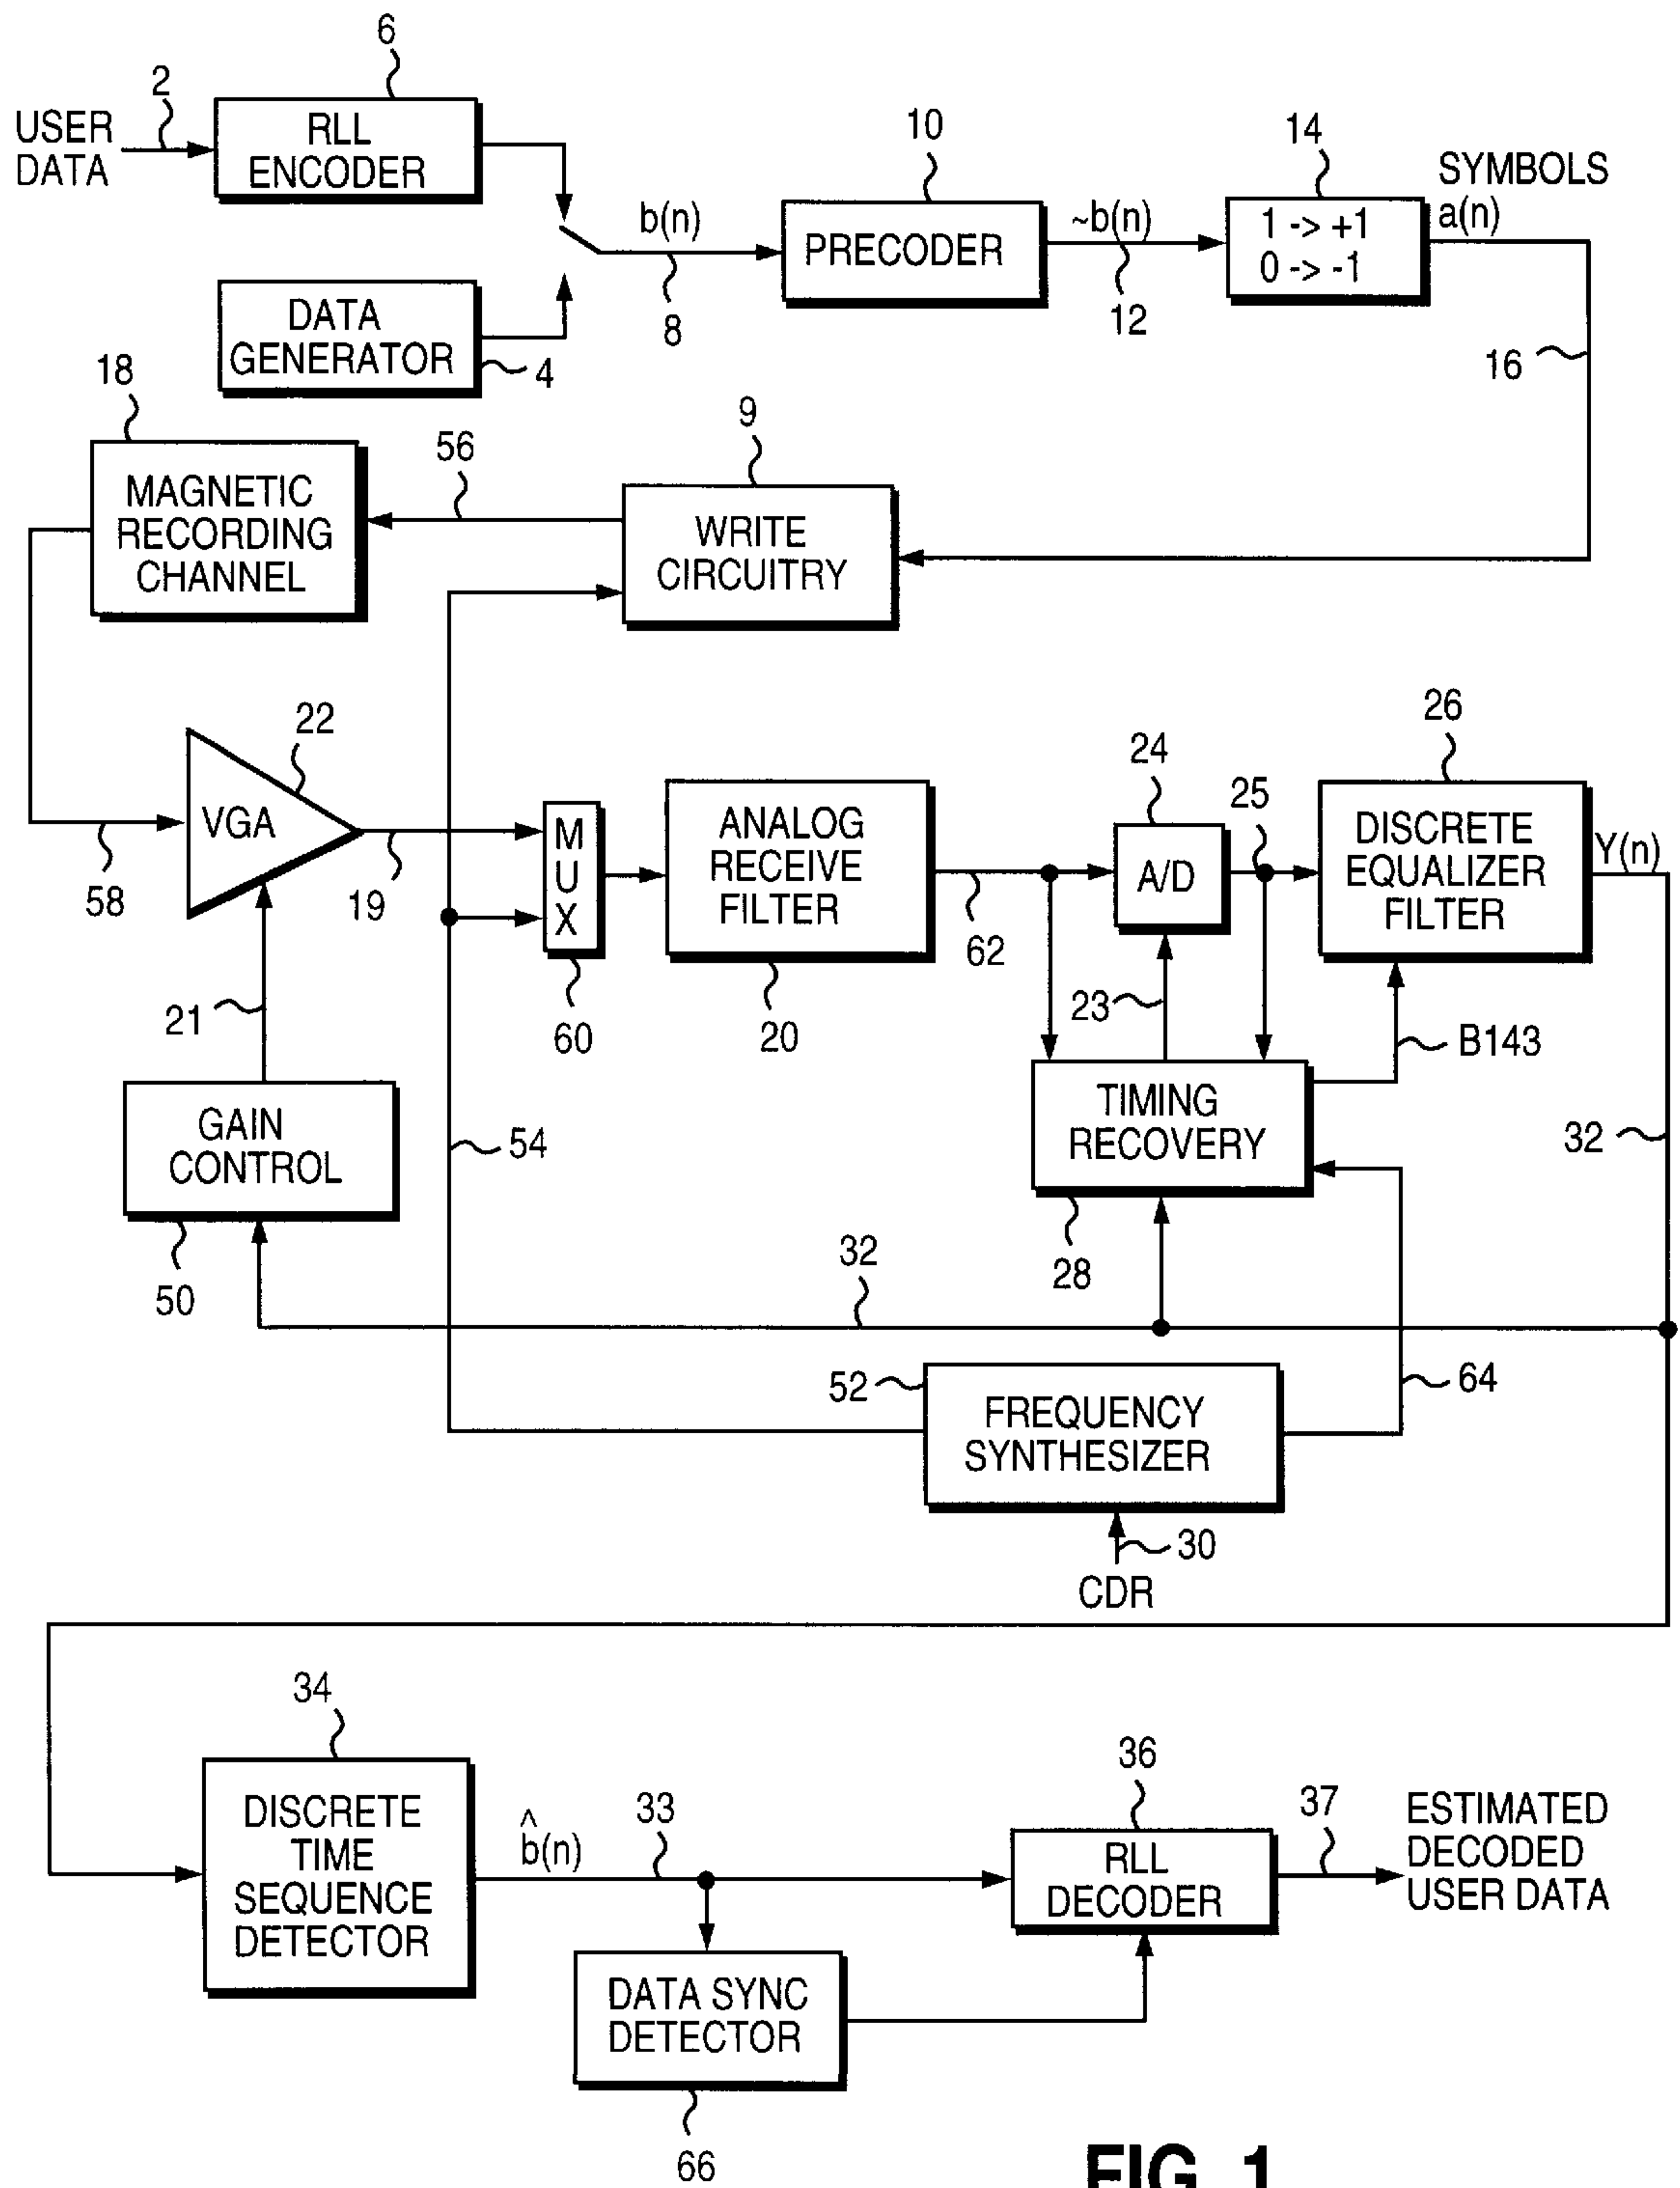 6
2
USER
DATA
RLL
ENCODER
10
14
SYMBOLS
a(n)
b(n)
PRECODER
~b(n)
1 -> +1
0 -> -1
8
12
DATA
GENERATOR
4
16
18
9
56
MAGNETIC
RECORDING
CHANNEL
WRITE
CIRCUITRY
22
26
24
25
VGA
M
U
X
ANALOG
RECEIVE
FILTER
A/D
DISCRETE
EQUALIZER
FILTER
Y(n)
58
19
62
21
60
20
23
B143
GAIN
CONTROL
54
TIMING
RECOVERY
32
50
32
28
52
FREQUENCY
SYNTHESIZER
64
30
CDR
34
36
37
DISCRETE
TIME
SEQUENCE
DETECTOR
b̂(n)
33
RLL
DECODER
ESTIMATED
DECODED
USER DATA
DATA SYNC
DETECTOR
66
FIG. 1